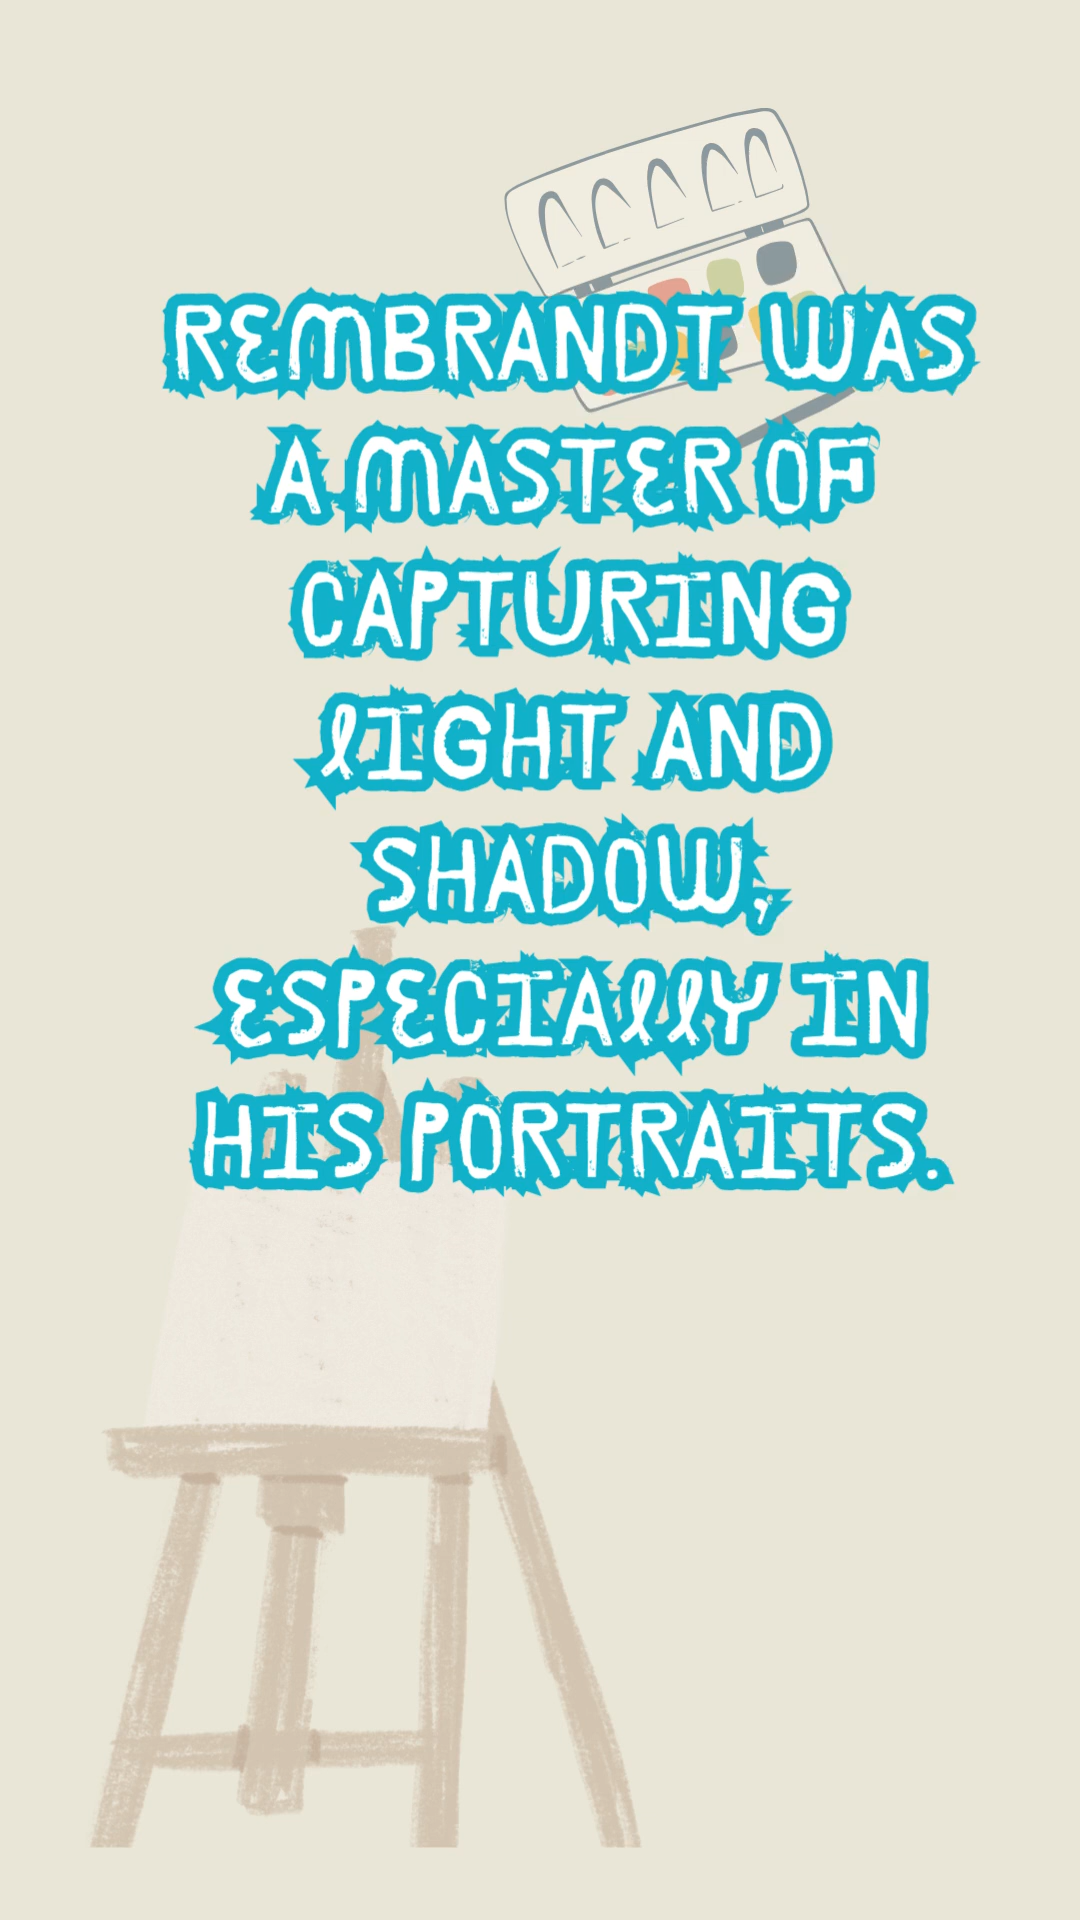 REMBRANDT WAS
A MASTER OF
CAPTURING
LIGHT AND
SHADOW,
ESPECIALLY IN
HIS PORTRAITS.